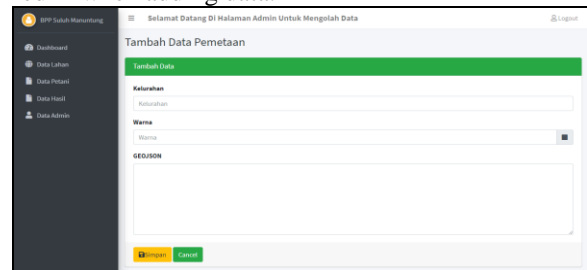 BPP Suluh Manuntung
Selamat Datang Di Halaman Admin Untuk Mengolah Data
Logout
Dashboard
Data Lahan
Data Petani
Data Hasil
Data Admin
Tambah Data Pemetaan
Tambah Data
Kelurahan
Kelurahan
Warna
Warna
GEOJSON
Simpan
Cancel